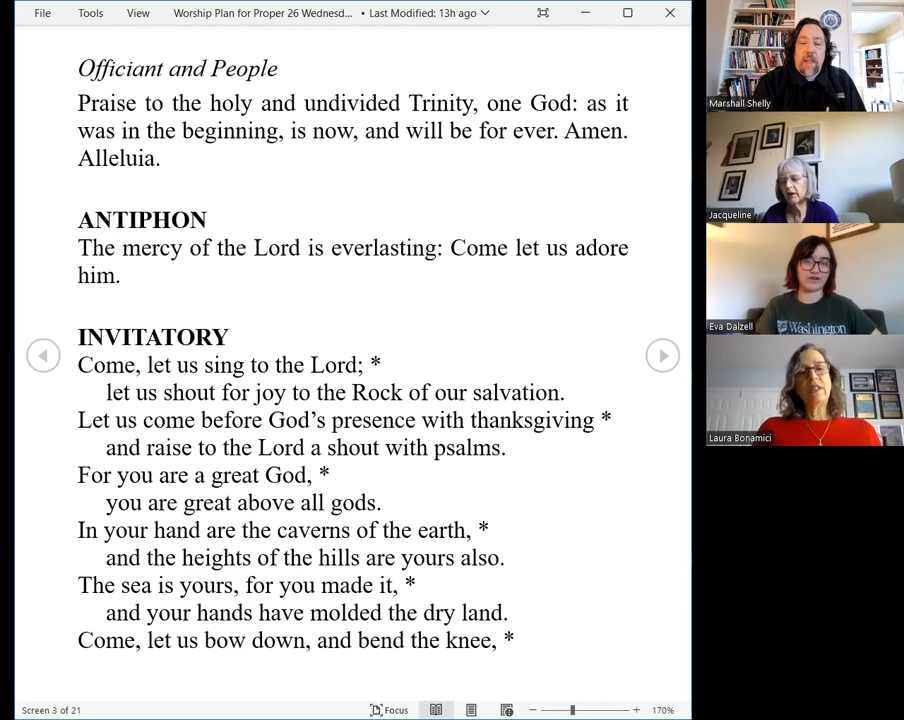 File Tools View Worship Plan for Proper 26 Wednesd... • Last Modified: 13h ago
Officiant and People
Praise to the holy and undivided Trinity, one God: as it
was in the beginning, is now, and will be for ever. Amen.
Alleluia.
ANTIPHON
The mercy of the Lord is everlasting: Come let us adore
him.
INVITATORY
Come, let us sing to the Lord; *
let us shout for joy to the Rock of our salvation.
Let us come before God’s presence with thanksgiving *
and raise to the Lord a shout with psalms.
For you are a great God, *
you are great above all gods.
In your hand are the caverns of the earth, *
and the heights of the hills are yours also.
The sea is yours, for you made it, *
and your hands have molded the dry land.
Come, let us bow down, and bend the knee, *
Screen 3 of 21 Focus 170%
Marshall Shelly
Jacqueline
Eva Dalzell
Washington
Laura Bonamici